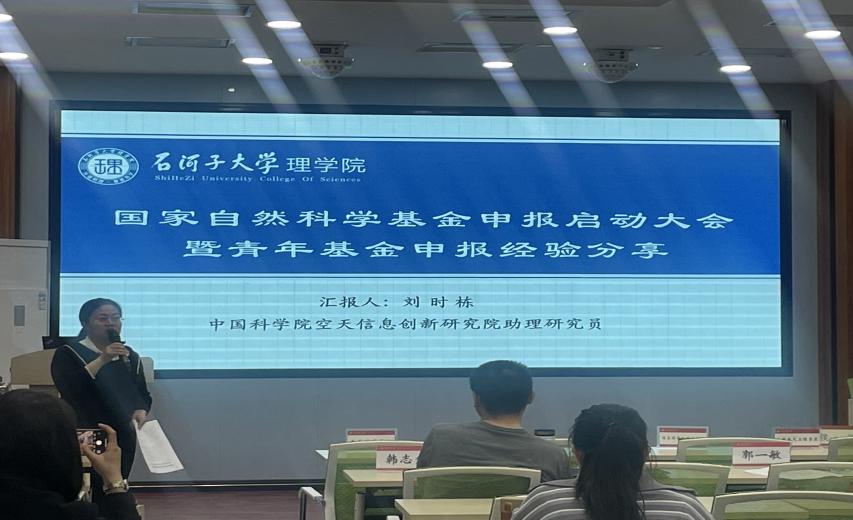 石河子大学 理学院
ShiHeZi University College Of Sciences
国家自然科学基金申报启动大会
暨青年基金申报经验分享
汇报人：刘时栋
中国科学院空天信息创新研究院助理研究员
韩志
郭一敏